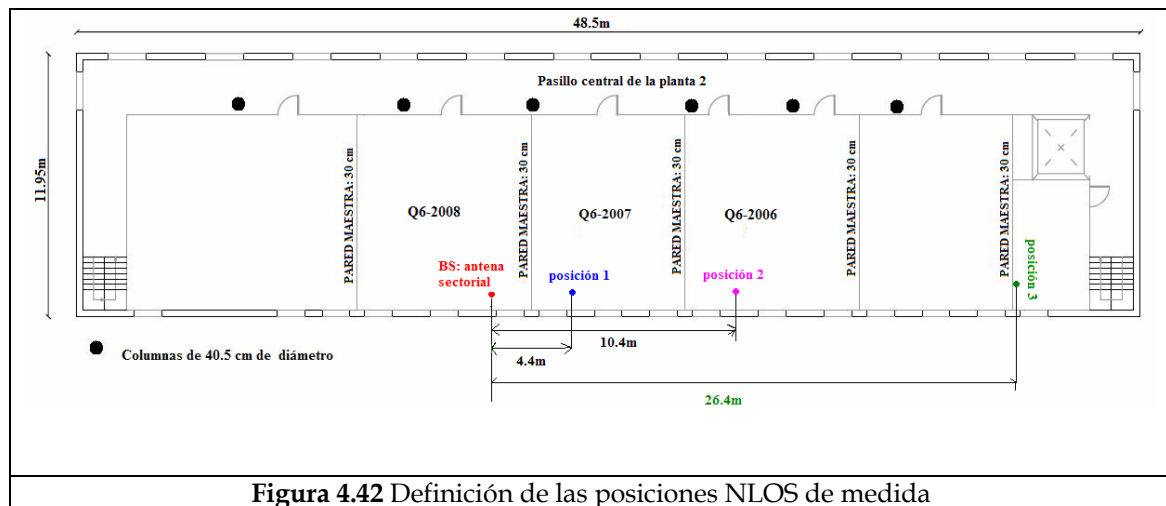 48.5m
Pasillo central de la planta 2
11.95m
PARED MAESTRA: 30 cm
PARED MAESTRA: 30 cm
PARED MAESTRA: 30 cm
PARED MAESTRA: 30 cm
PARED MAESTRA: 30 cm
Q6-2008
Q6-2007
Q6-2006
BS: antena
sectorial
posición 1
posición 2
posición 3
10.4m
4.4m
Columnas de 40.5 cm de diámetro
26.4m
Figura 4.42 Definición de las posiciones NLOS de medida